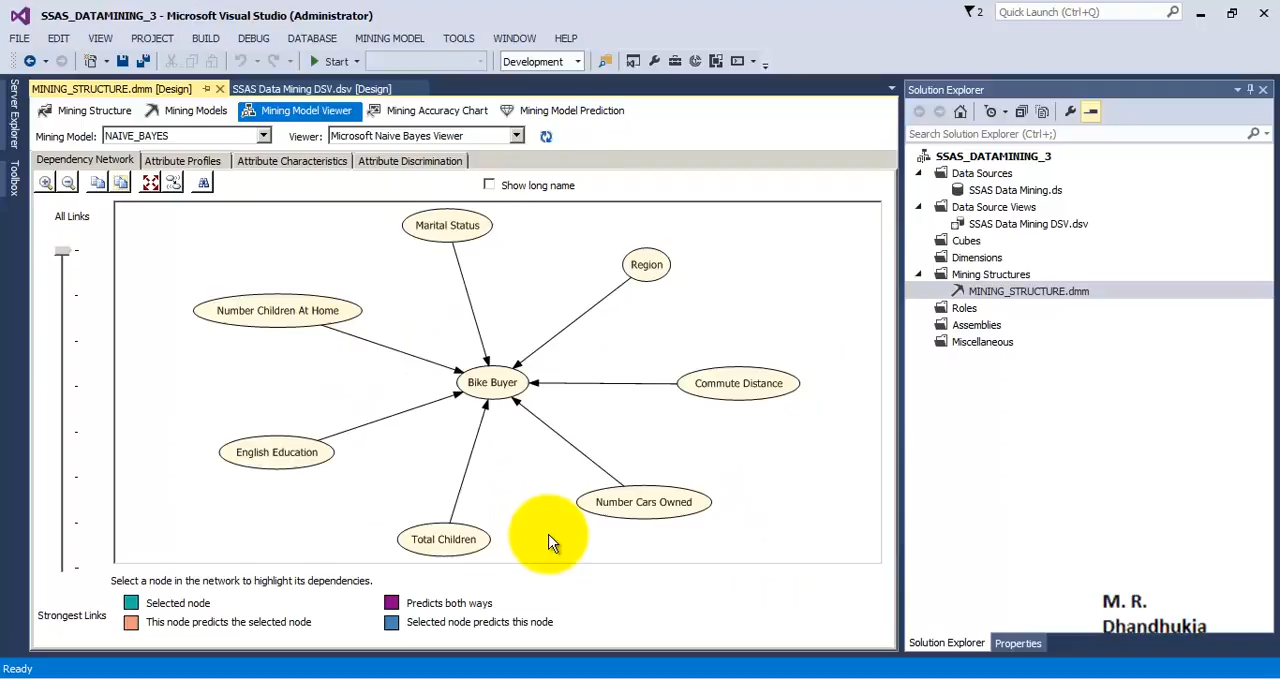 SSAS_DATAMINING_3 - Microsoft Visual Studio (Administrator)
2
Quick Launch (Ctrl+Q)
FILE EDIT VIEW PROJECT BUILD DEBUG DATABASE MINING MODEL TOOLS WINDOW HELP
Start
Development
Server Explorer
Toolbox
MINING_STRUCTURE.dmm [Design]
SSAS Data Mining DSV.dsv [Design]
Mining Structure
Mining Models
Mining Model Viewer
Mining Accuracy Chart
Mining Model Prediction
Mining Model:
NAIVE_BAYES
Viewer:
Microsoft Naive Bayes Viewer
Dependency Network
Attribute Profiles
Attribute Characteristics
Attribute Discrimination
Show long name
All Links
Marital Status
Region
Number Children At Home
Bike Buyer
Commute Distance
English Education
Number Cars Owned
Total Children
Select a node in the network to highlight its dependencies.
Strongest Links
Selected node
Predicts both ways
This node predicts the selected node
Selected node predicts this node
Solution Explorer
Search Solution Explorer (Ctrl+;)
SSAS_DATAMINING_3
Data Sources
SSAS Data Mining.ds
Data Source Views
SSAS Data Mining DSV.dsv
Cubes
Dimensions
Mining Structures
MINING_STRUCTURE.dmm
Roles
Assemblies
Miscellaneous
M. R.
Dhandhukia
Solution Explorer
Properties
Ready